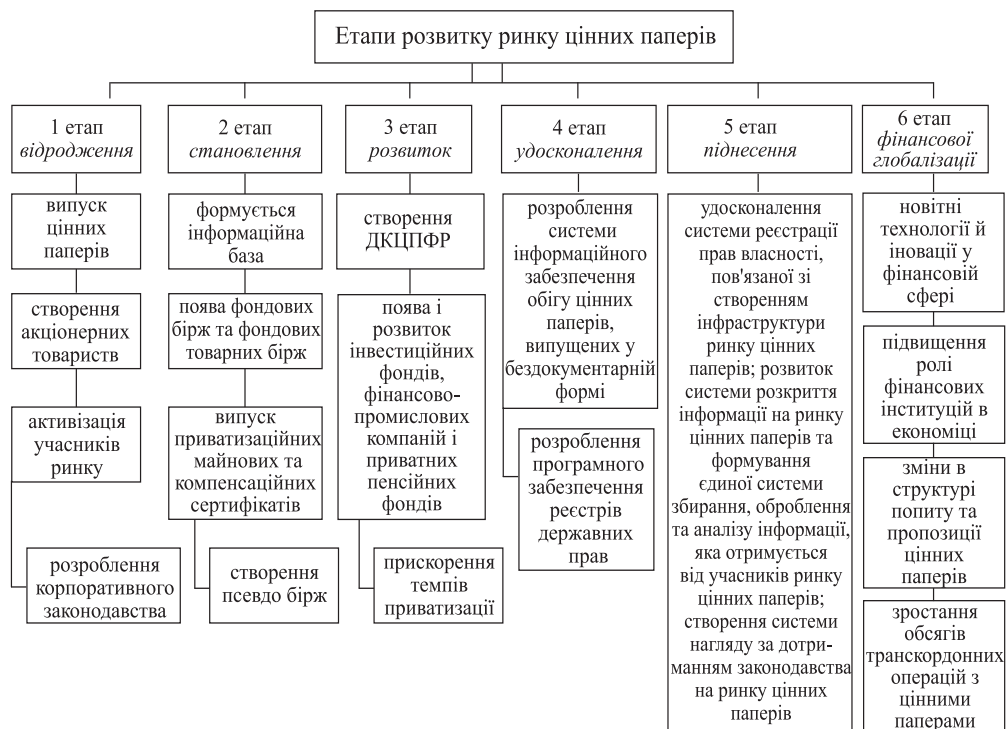 Етапи розвитку ринку цінних паперів
1 етап
відродження
випуск
цінних
паперів
створення
акціонерних
товариств
активізація
учасників
ринку
розроблення
корпоративного
законодавства
2 етап
становлення
формується
інформаційна
база
поява фондових
бірж та фондових
товарних бірж
випуск
приватизаційних
майнових та
компенсаційних
сертифікатів
створення
псевдо бірж
3 етап
розвиток
створення
ДКЦПФР
поява і
розвиток
інвестиційних
фондів,
фінансово-
промислових
компаній і
приватних
пенсійних
фондів
прискорення
темпів
приватизації
4 етап
удосконалення
розроблення
системи
інформаційного
забезпечення
обігу цінних
паперів,
випущених у
бездокументарній
формі
розроблення
програмного
забезпечення
реєстрів
державних
прав
5 етап
піднесення
удосконалення
системи реєстрації
прав власності,
пов'язаної зі
створенням
інфраструктури
ринку цінних
паперів; розвиток
системи розкриття
інформації на ринку
цінних паперів та
формування
єдиної системи
збирання, оброблення
та аналізу інформації,
яка отримується
від учасників ринку
цінних паперів;
створення системи
нагляду за дотри-
манням законодавства
на ринку цінних
паперів
6 етап
фінансової
глобалізації
новітні
технології й
іновації у
фінансовій
сфері
підвищення
ролі
фінансових
інституцій в
економіці
зміни в
структурі
попиту та
пропозиції
цінних
паперів
зростання
обсягів
транскордонних
операцій з
цінними
паперами